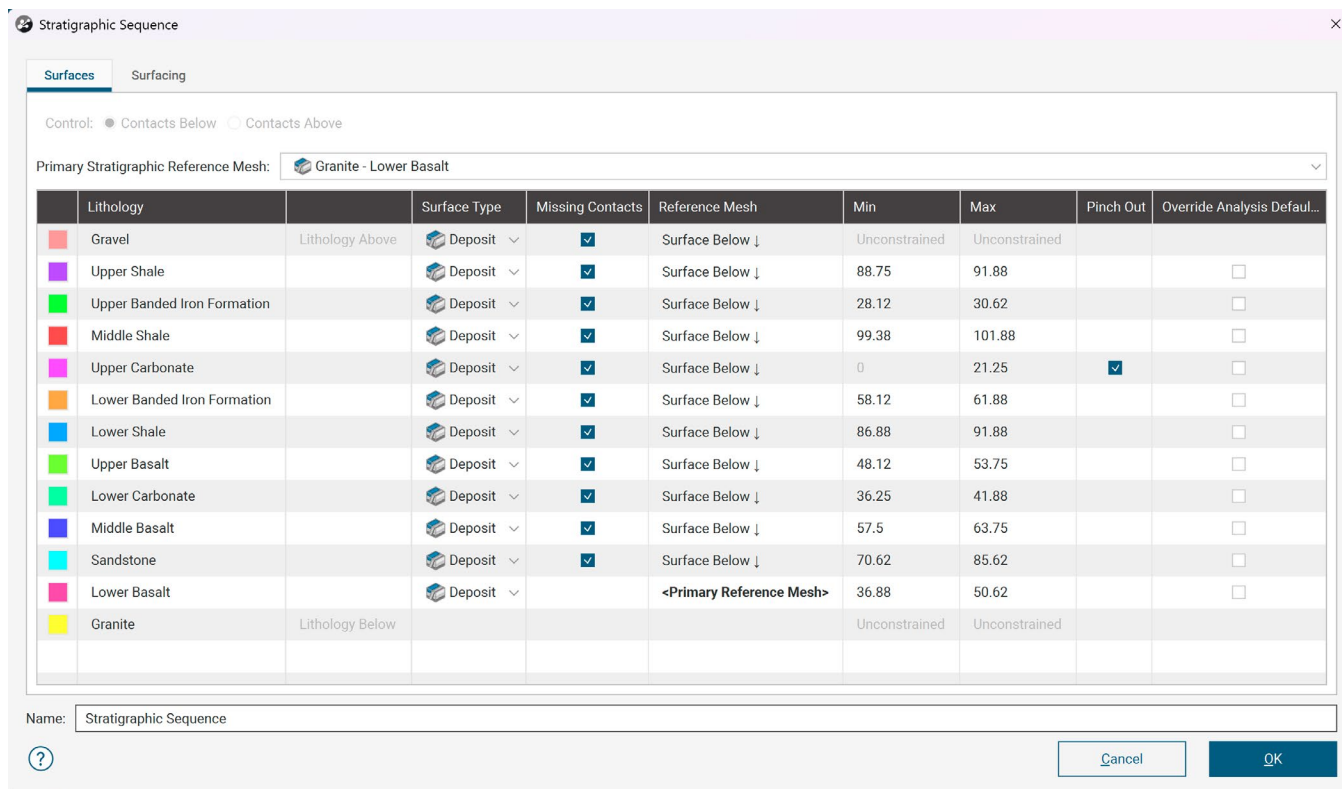 Stratigraphic Sequence
Surfaces Surfacing
Control: Contacts Below Contacts Above
Primary Stratigraphic Reference Mesh: Granite - Lower Basalt
Lithology Surface Type Missing Contacts Reference Mesh Min Max Pinch Out Override Analysis Defaul...
Gravel Lithology Above Deposit Surface Below ↓ Unconstrained Unconstrained
Upper Shale Deposit Surface Below ↓ 88.75 91.88
Upper Banded Iron Formation Deposit Surface Below ↓ 28.12 30.62
Middle Shale Deposit Surface Below ↓ 99.38 101.88
Upper Carbonate Deposit Surface Below ↓ 0 21.25
Lower Banded Iron Formation Deposit Surface Below ↓ 58.12 61.88
Lower Shale Deposit Surface Below ↓ 86.88 91.88
Upper Basalt Deposit Surface Below ↓ 48.12 53.75
Lower Carbonate Deposit Surface Below ↓ 36.25 41.88
Middle Basalt Deposit Surface Below ↓ 57.5 63.75
Sandstone Deposit Surface Below ↓ 70.62 85.62
Lower Basalt Deposit <Primary Reference Mesh> 36.88 50.62
Granite Lithology Below Unconstrained Unconstrained
Name: Stratigraphic Sequence
? Cancel OK